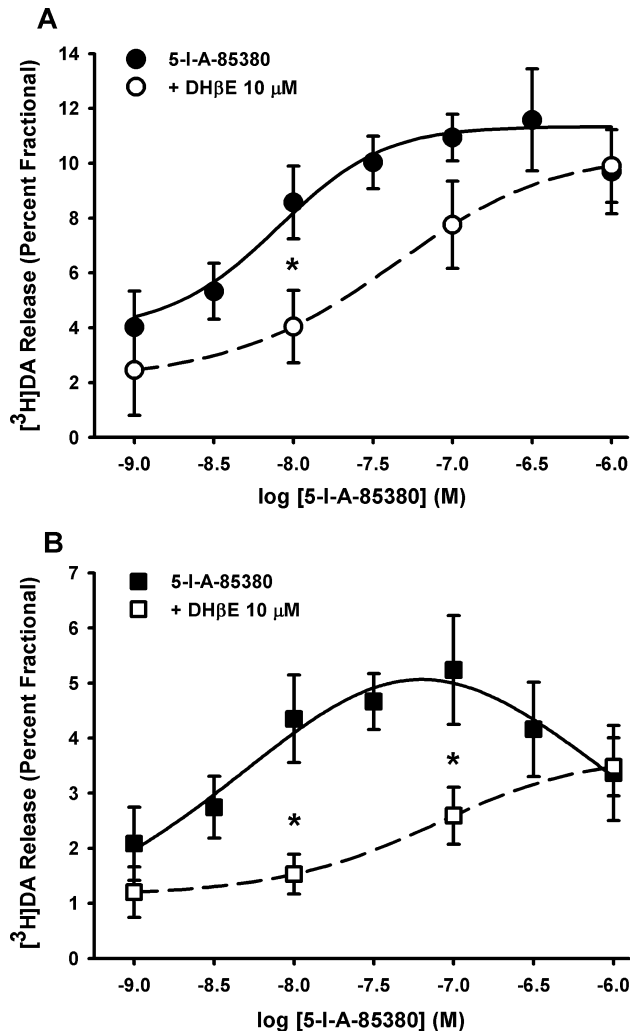 A
14
12
10
8
6
4
2
0
5-I-A-85380
+ DHβE 10 μM
*
[³H]DA Release (Percent Fractional)
-9.0 -8.5 -8.0 -7.5 -7.0 -6.5 -6.0
log [5-I-A-85380] (M)
B
7
6
5
4
3
2
1
0
5-I-A-85380
+ DHβE 10 μM
*
*
[³H]DA Release (Percent Fractional)
-9.0 -8.5 -8.0 -7.5 -7.0 -6.5 -6.0
log [5-I-A-85380] (M)